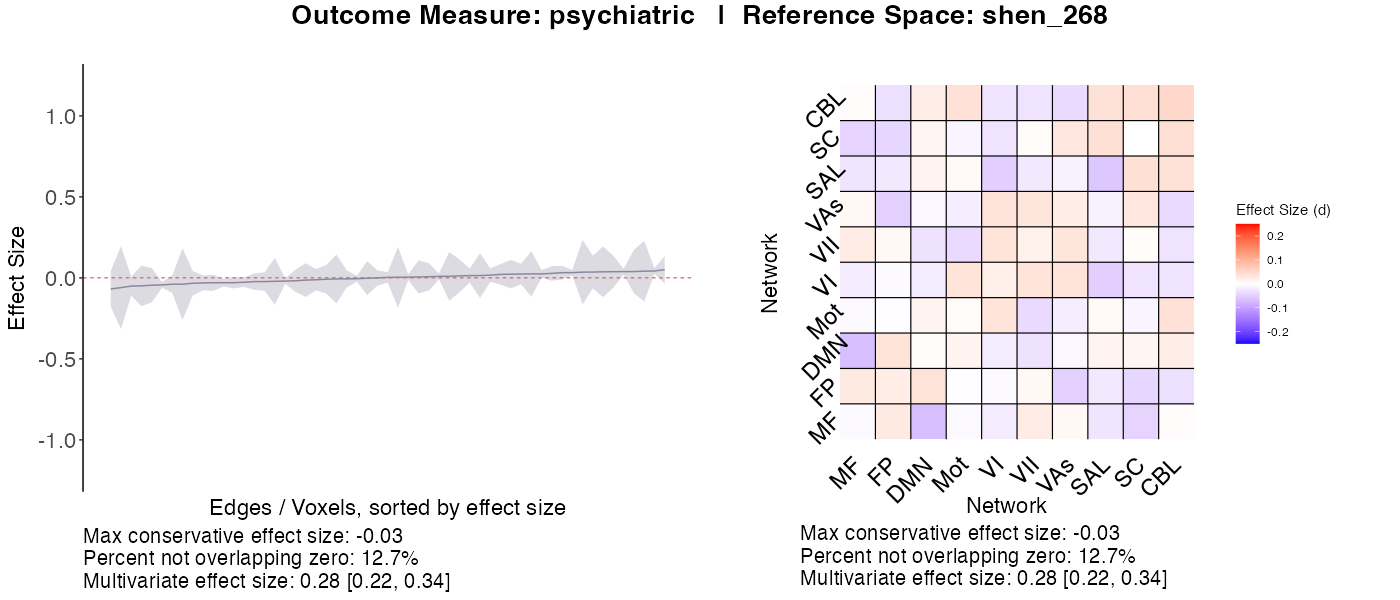 Outcome Measure: psychiatric | Reference Space: shen_268
Effect Size
1.0
0.5
0.0
-0.5
-1.0
Edges / Voxels, sorted by effect size
Max conservative effect size: -0.03
Percent not overlapping zero: 12.7%
Multivariate effect size: 0.28 [0.22, 0.34]
Network
CBL
SC
SAL
VAs
VII
VI
Mot
DMN
FP
MF
MF FP DMN Mot VI VII VAs SAL SC CBL
Network
Max conservative effect size: -0.03
Percent not overlapping zero: 12.7%
Multivariate effect size: 0.28 [0.22, 0.34]
Effect Size (d)
0.2
0.1
0.0
-0.1
-0.2